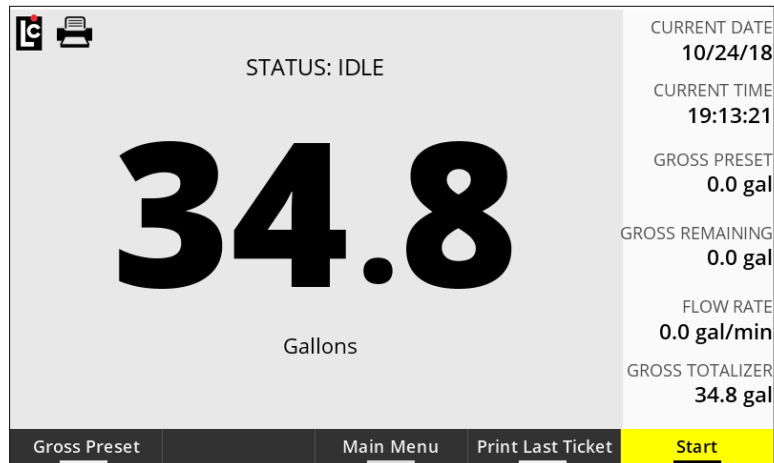 LC
STATUS: IDLE
34.8
Gallons
CURRENT DATE
10/24/18
CURRENT TIME
19:13:21
GROSS PRESET
0.0 gal
GROSS REMAINING
0.0 gal
FLOW RATE
0.0 gal/min
GROSS TOTALIZER
34.8 gal
Gross Preset
Main Menu
Print Last Ticket
Start